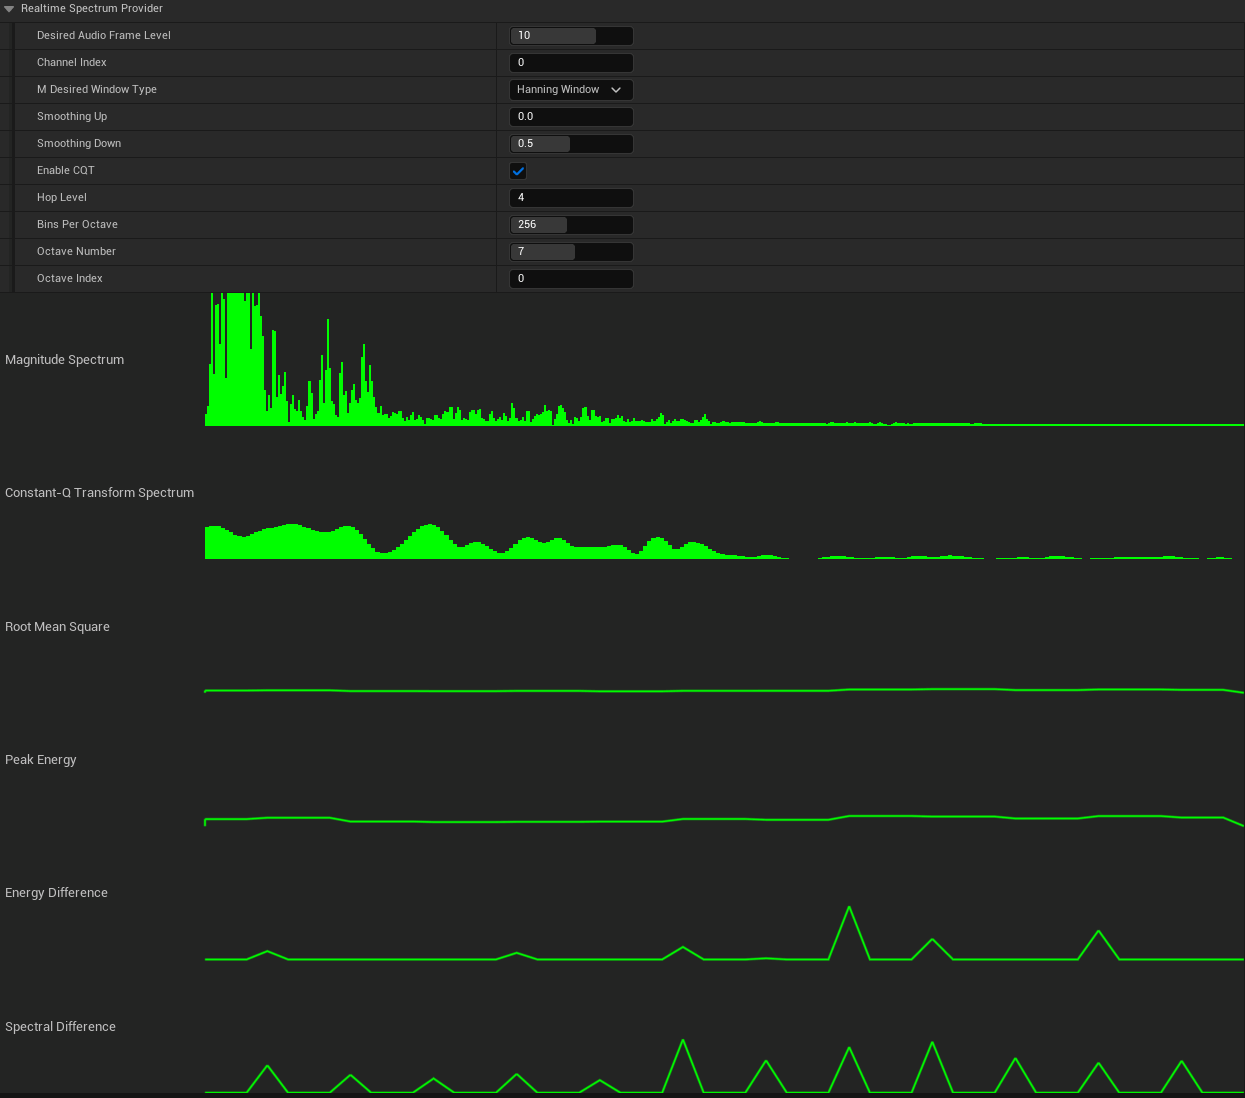 Realtime Spectrum Provider
Desired Audio Frame Level 10
Channel Index 0
M Desired Window Type Hanning Window
Smoothing Up 0.0
Smoothing Down 0.5
Enable CQT
Hop Level 4
Bins Per Octave 256
Octave Number 7
Octave Index 0
Magnitude Spectrum
Constant-Q Transform Spectrum
Root Mean Square
Peak Energy
Energy Difference
Spectral Difference